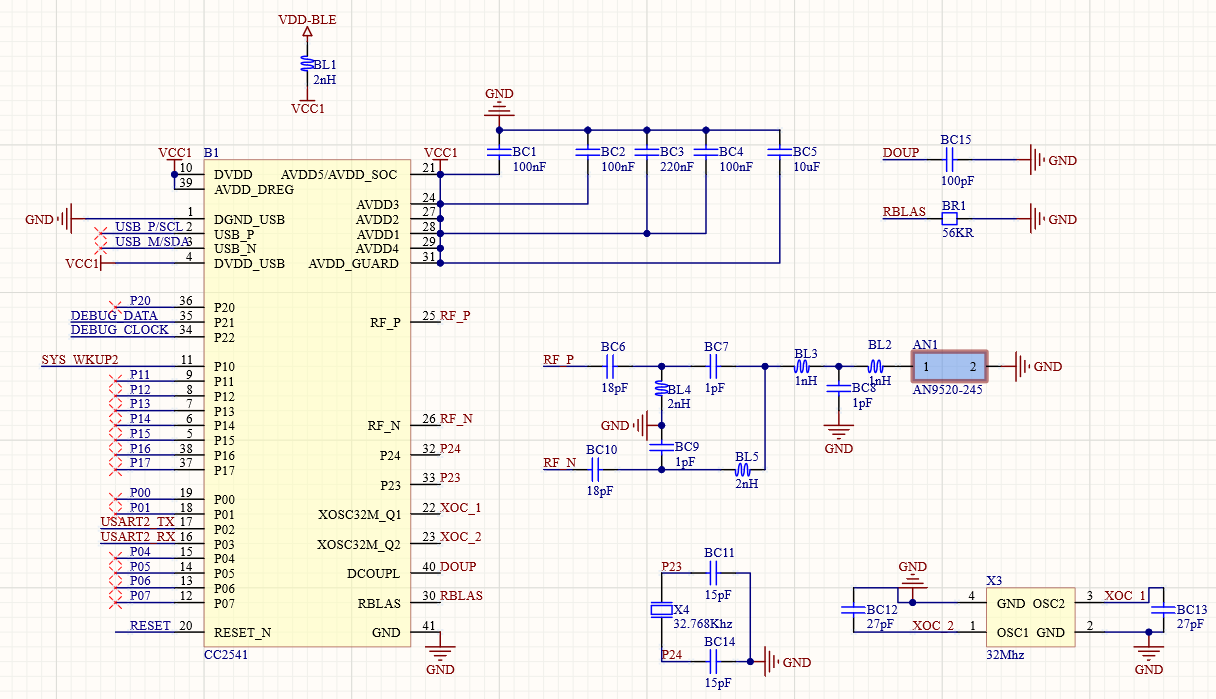 VDD-BLE
BL1
2nH
VCC1
GND
BC1
100nF
BC2
100nF
BC3
220nF
BC4
100nF
BC5
10uF
DOUP
BC15
100pF
GND
RBLAS
BR1
56KR
GND
VCC1
B1
VCC1
10 DVDD
39 AVDD_DREG
GND
1 DGND_USB
USB_P/SCL 2 USB_P
USB_M/SDA 3 USB_N
VCC1
4 DVDD_USB
P20 36 P20
DEBUG_DATA 35 P21
DEBUG_CLOCK 34 P22
SYS_WKUP2 11 P10
P11 9 P11
P12 8 P12
P13 7 P13
P14 6 P14
P15 5 P15
P16 38 P16
P17 37 P17
P00 19 P00
P01 18 P01
USART2_TX 17 P02
USART2_RX 16 P03
P04 15 P04
P05 14 P05
P06 13 P06
P07 12 P07
RESET 20 RESET_N
CC2541
AVDD5/AVDD_SOC 21
AVDD3 24
AVDD2 27
AVDD1 28
AVDD4 29
AVDD_GUARD 31
RF_P 25 RF_P
RF_N 26 RF_N
P24 32 P24
P23 33 P23
XOSC32M_Q1 22 XOC_1
XOSC32M_Q2 23 XOC_2
DCOUPL 40 DOUP
RBLAS 30 RBLAS
GND 41
GND
RF_P
BC6
18pF
BL4
2nH
BC7
1pF
BL3
1nH
BC8
1pF
GND
BL2
1nH
AN1
1 2
AN9520-245
GND
GND
BC9
1pF
RF_N
BC10
18pF
BL5
2nH
P23
BC11
15pF
X4
32.768Khz
P24
BC14
15pF
GND
GND
BC12
27pF
XOC_2
X3
4 GND OSC2 3
1 OSC1 GND 2
32Mhz
XOC_1
BC13
27pF
GND